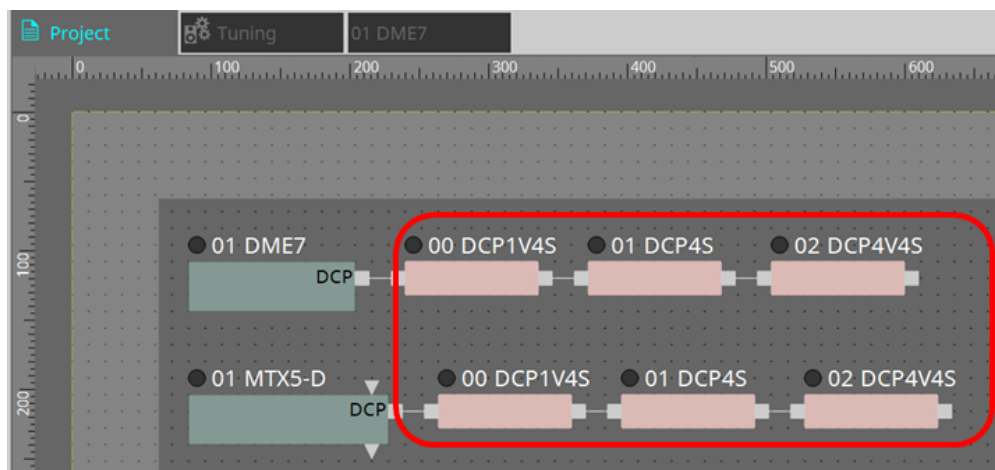 Project Tuning 01 DME7
0 100 200 300 400 500 600
0
01 DME7 00 DCP1V4S 01 DCP4S 02 DCP4V4S
DCP
100
01 MTX5-D 00 DCP1V4S 01 DCP4S 02 DCP4V4S
DCP
200